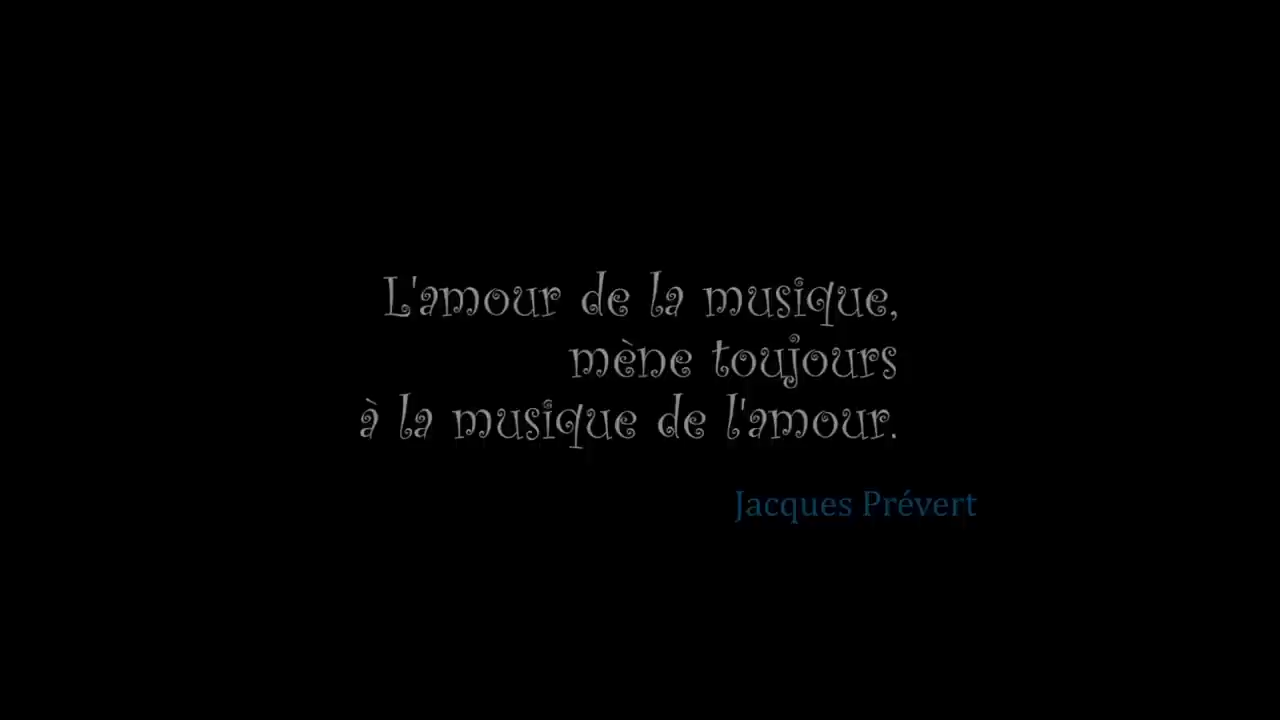 L'amour de la musique,
mène toujours
à la musique de l'amour.
Jacques Prévert